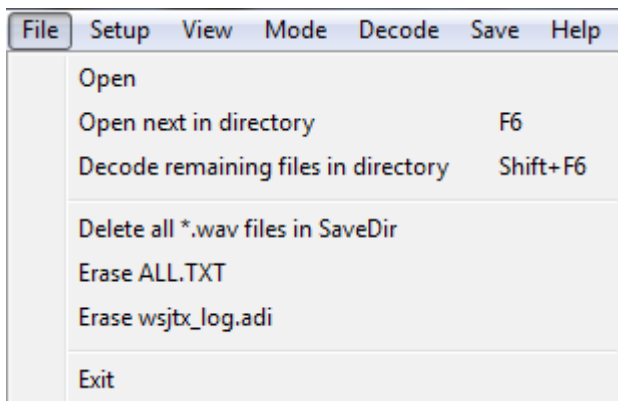 File Setup View Mode Decode Save Help
Open
Open next in directory F6
Decode remaining files in directory Shift+F6
Delete all *.wav files in SaveDir
Erase ALL.TXT
Erase wsjtx_log.adi
Exit